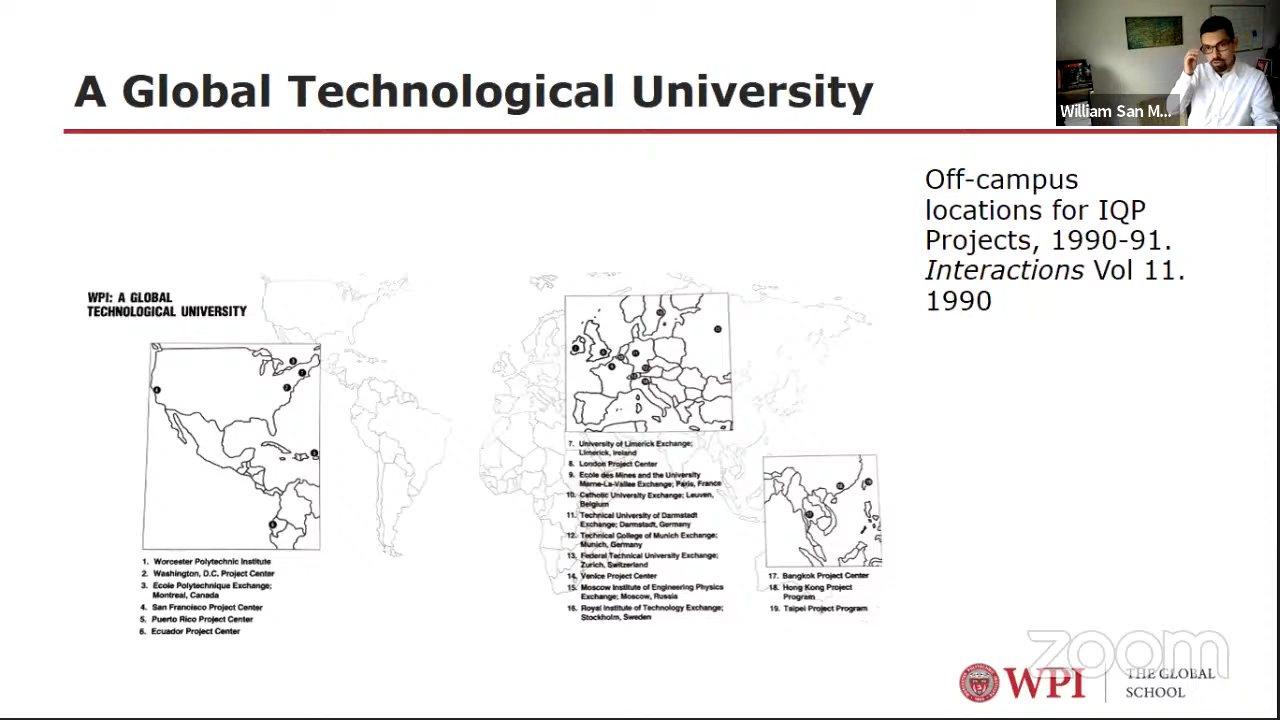 A Global Technological University
William San M...
Off-campus
locations for IQP
Projects, 1990-91.
Interactions Vol 11.
1990
WPI: A GLOBAL
TECHNOLOGICAL UNIVERSITY
1. Worcester Polytechnic Institute
2. Washington, D.C. Project Center
3. Ecole Polytechnique Exchange;
Montreal, Canada
4. San Francisco Project Center
5. Puerto Rico Project Center
6. Ecuador Project Center
7. University of Limerick Exchange;
Limerick, Ireland
8. London Project Center
9. Ecole des Mines and the University
Marne-La-Vallee Exchange; Paris, France
10. Catholic University Exchange; Leuven,
Belgium
11. Technical University of Darmstadt
Exchange; Darmstadt, Germany
12. Technical College of Munich Exchange;
Munich, Germany
13. Federal Technical University Exchange;
Zurich, Switzerland
14. Venice Project Center
15. Moscow Institute of Engineering Physics
Exchange; Moscow, Russia
16. Royal Institute of Technology Exchange;
Stockholm, Sweden
17. Bangkok Project Center
18. Hong Kong Project
Program
19. Taipei Project Program
zoom
WPI
THE GLOBAL
SCHOOL